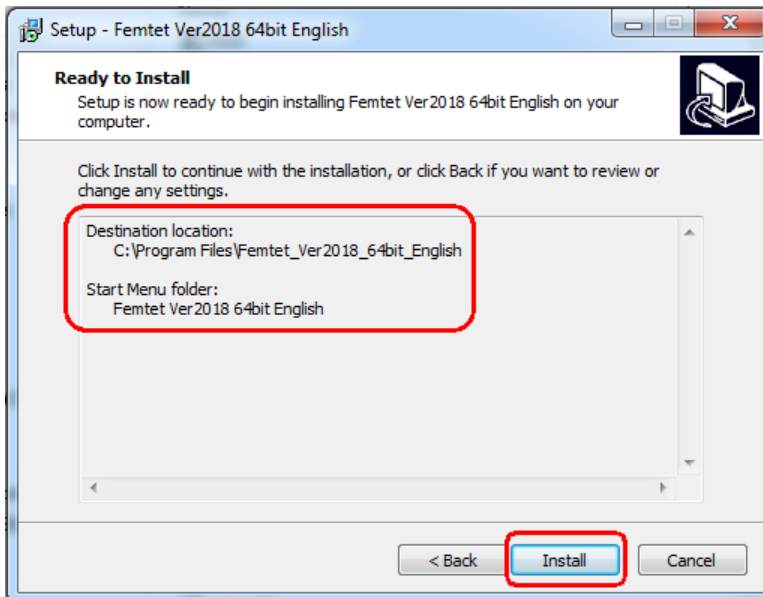 Setup - Femtet Ver2018 64bit English
Ready to Install
Setup is now ready to begin installing Femtet Ver2018 64bit English on your
computer.
Click Install to continue with the installation, or click Back if you want to review or
change any settings.
Destination location:
C:\Program Files\Femtet_Ver2018_64bit_English
Start Menu folder:
Femtet Ver2018 64bit English
< Back Install Cancel